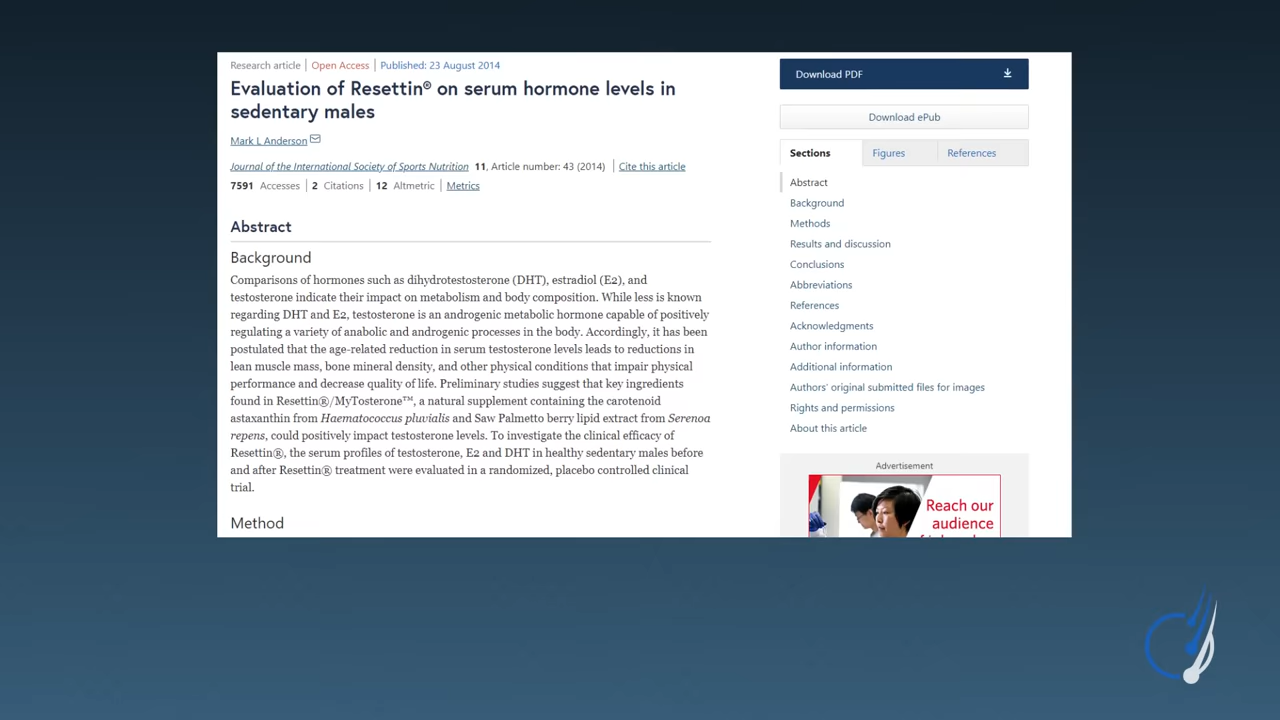 Research article | Open Access | Published: 23 August 2014
Evaluation of Resettin® on serum hormone levels in
sedentary males
Mark L Anderson
Journal of the International Society of Sports Nutrition 11, Article number: 43 (2014) | Cite this article
7591 Accesses | 2 Citations | 12 Altmetric | Metrics
Abstract
Background
Comparisons of hormones such as dihydrotestosterone (DHT), estradiol (E2), and
testosterone indicate their impact on metabolism and body composition. While less is known
regarding DHT and E2, testosterone is an androgenic metabolic hormone capable of positively
regulating a variety of anabolic and androgenic processes in the body. Accordingly, it has been
postulated that the age-related reduction in serum testosterone levels leads to reductions in
lean muscle mass, bone mineral density, and other physical conditions that impair physical
performance and decrease quality of life. Preliminary studies suggest that key ingredients
found in Resettin®/MyTosterone™, a natural supplement containing the carotenoid
astaxanthin from Haematococcus pluvialis and Saw Palmetto berry lipid extract from Serenoa
repens, could positively impact testosterone levels. To investigate the clinical efficacy of
Resettin®, the serum profiles of testosterone, E2 and DHT in healthy sedentary males before
and after Resettin® treatment were evaluated in a randomized, placebo controlled clinical
trial.
Method
Download PDF
Download ePub
Sections Figures References
Abstract
Background
Methods
Results and discussion
Conclusions
Abbreviations
References
Acknowledgments
Author information
Additional information
Authors' original submitted files for images
Rights and permissions
About this article
Advertisement
Reach our
audience